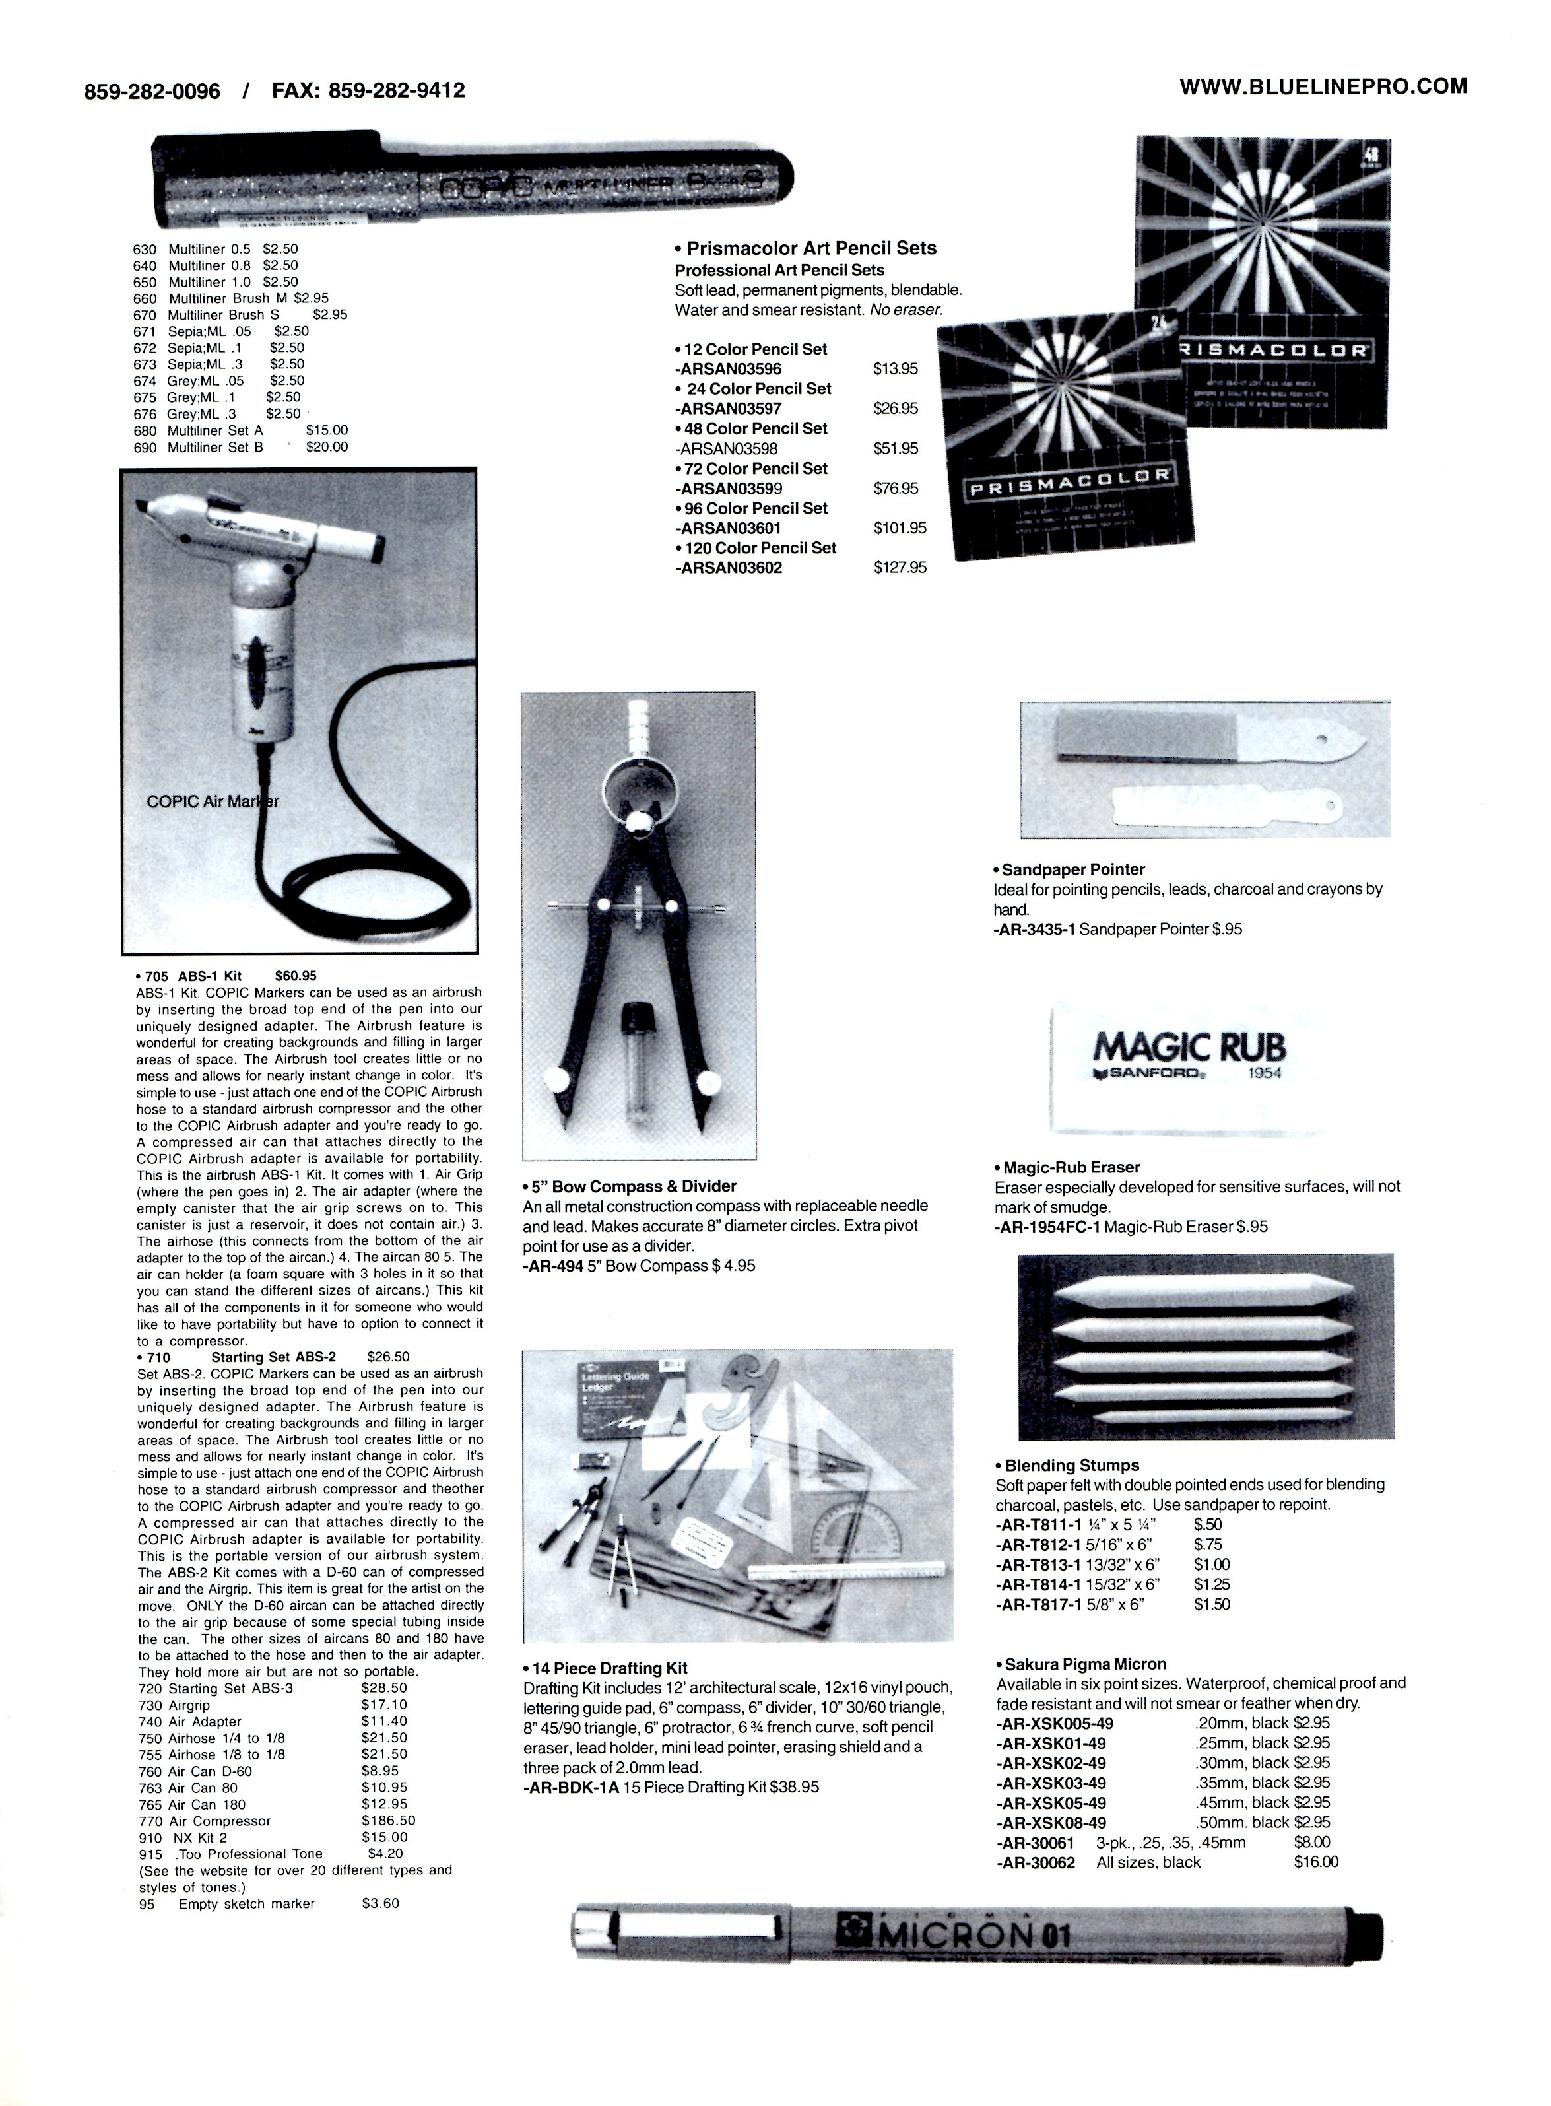 859-282-0096 / FAX: 859-282-9412
WWW.BLUELINEPRO.COM
COPIC MULTILINER
630 Multiliner 0.5 $2.50
640 Multiliner 0.8 $2.50
650 Multiliner 1.0 $2.50
660 Multiliner Brush M $2.95
670 Multiliner Brush S $2.95
671 Sepia;ML .05 $2.50
672 Sepia;ML .1 $2.50
673 Sepia;ML .3 $2.50
674 Grey;ML .05 $2.50
675 Grey;ML .1 $2.50
676 Grey;ML .3 $2.50
680 Multiliner Set A $15.00
690 Multiliner Set B $20.00
COPIC Air Marker
• 705 ABS-1 Kit $60.95
ABS-1 Kit. COPIC Markers can be used as an airbrush
by inserting the broad top end of the pen into our
uniquely designed adapter. The Airbrush feature is
wonderful for creating backgrounds and filling in larger
areas of space. The Airbrush tool creates little or no
mess and allows for nearly instant change in color. It's
simple to use - just attach one end of the COPIC Airbrush
hose to a standard airbrush compressor and the other
to the COPIC Airbrush adapter and you're ready to go.
A compressed air can that attaches directly to the
COPIC Airbrush adapter is available for portability.
This is the airbrush ABS-1 Kit. It comes with 1. Air Grip
(where the pen goes in) 2. The air adapter (where the
empty canister that the air grip screws on to. This
canister is just a reservoir, it does not contain air.) 3.
The airhose (this connects from the bottom of the air
adapter to the top of the aircan.) 4. The aircan 80 5. The
air can holder (a foam square with 3 holes in it so that
you can stand the different sizes of aircans.) This kit
has all of the components in it for someone who would
like to have portability but have to option to connect it
to a compressor.
• 710 Starting Set ABS-2 $26.50
Set ABS-2. COPIC Markers can be used as an airbrush
by inserting the broad top end of the pen into our
uniquely designed adapter. The Airbrush feature is
wonderful for creating backgrounds and filling in larger
areas of space. The Airbrush tool creates little or no
mess and allows for nearly instant change in color. It's
simple to use - just attach one end of the COPIC Airbrush
hose to a standard airbrush compressor and theother
to the COPIC Airbrush adapter and you're ready to go.
A compressed air can that attaches directly to the
COPIC Airbrush adapter is available for portability.
This is the portable version of our airbrush system.
The ABS-2 Kit comes with a D-60 can of compressed
air and the Airgrip. This item is great for the artist on the
move. ONLY the D-60 aircan can be attached directly
to the air grip because of some special tubing inside
the can. The other sizes of aircans 80 and 180 have
to be attached to the hose and then to the air adapter.
They hold more air but are not so portable.
720 Starting Set ABS-3 $28.50
730 Airgrip $17.10
740 Air Adapter $11.40
750 Airhose 1/4 to 1/8 $21.50
755 Airhose 1/8 to 1/8 $21.50
760 Air Can D-60 $8.95
763 Air Can 80 $10.95
765 Air Can 180 $12.95
770 Air Compressor $186.50
910 NX Kit 2 $15.00
915 .Too Professional Tone $4.20
(See the website for over 20 different types and
styles of tones.)
95 Empty sketch marker $3.60
• Prismacolor Art Pencil Sets
Professional Art Pencil Sets
Soft lead, permanent pigments, blendable.
Water and smear resistant. No eraser.
• 12 Color Pencil Set
-ARSAN03596 $13.95
• 24 Color Pencil Set
-ARSAN03597 $26.95
• 48 Color Pencil Set
-ARSAN03598 $51.95
• 72 Color Pencil Set
-ARSAN03599 $76.95
• 96 Color Pencil Set
-ARSAN03601 $101.95
• 120 Color Pencil Set
-ARSAN03602 $127.95
48
RISMACOLOR
24
PRISMACOLOR
• 5" Bow Compass & Divider
An all metal construction compass with replaceable needle
and lead. Makes accurate 8" diameter circles. Extra pivot
point for use as a divider.
-AR-494 5" Bow Compass $ 4.95
Lettering Guide
Ledger
• 14 Piece Drafting Kit
Drafting Kit includes 12' architectural scale, 12x16 vinyl pouch,
lettering guide pad, 6" compass, 6" divider, 10" 30/60 triangle,
8" 45/90 triangle, 6" protractor, 6 ¾ french curve, soft pencil
eraser, lead holder, mini lead pointer, erasing shield and a
three pack of 2.0mm lead.
-AR-BDK-1A 15 Piece Drafting Kit $38.95
• Sandpaper Pointer
Ideal for pointing pencils, leads, charcoal and crayons by
hand.
-AR-3435-1 Sandpaper Pointer $.95
MAGIC RUB
SANFORD® 1954
• Magic-Rub Eraser
Eraser especially developed for sensitive surfaces, will not
mark of smudge.
-AR-1954FC-1 Magic-Rub Eraser $.95
• Blending Stumps
Soft paper felt with double pointed ends used for blending
charcoal, pastels, etc. Use sandpaper to repoint.
-AR-T811-1 ¼" x 5 ¼" $.50
-AR-T812-1 5/16" x 6" $.75
-AR-T813-1 13/32" x 6" $1.00
-AR-T814-1 15/32" x 6" $1.25
-AR-T817-1 5/8" x 6" $1.50
• Sakura Pigma Micron
Available in six point sizes. Waterproof, chemical proof and
fade resistant and will not smear or feather when dry.
-AR-XSK005-49 .20mm, black $2.95
-AR-XSK01-49 .25mm, black $2.95
-AR-XSK02-49 .30mm, black $2.95
-AR-XSK03-49 .35mm, black $2.95
-AR-XSK05-49 .45mm, black $2.95
-AR-XSK08-49 .50mm. black $2.95
-AR-30061 3-pk., .25, .35, .45mm $8.00
-AR-30062 All sizes, black $16.00
PIGMA
MICRON 01